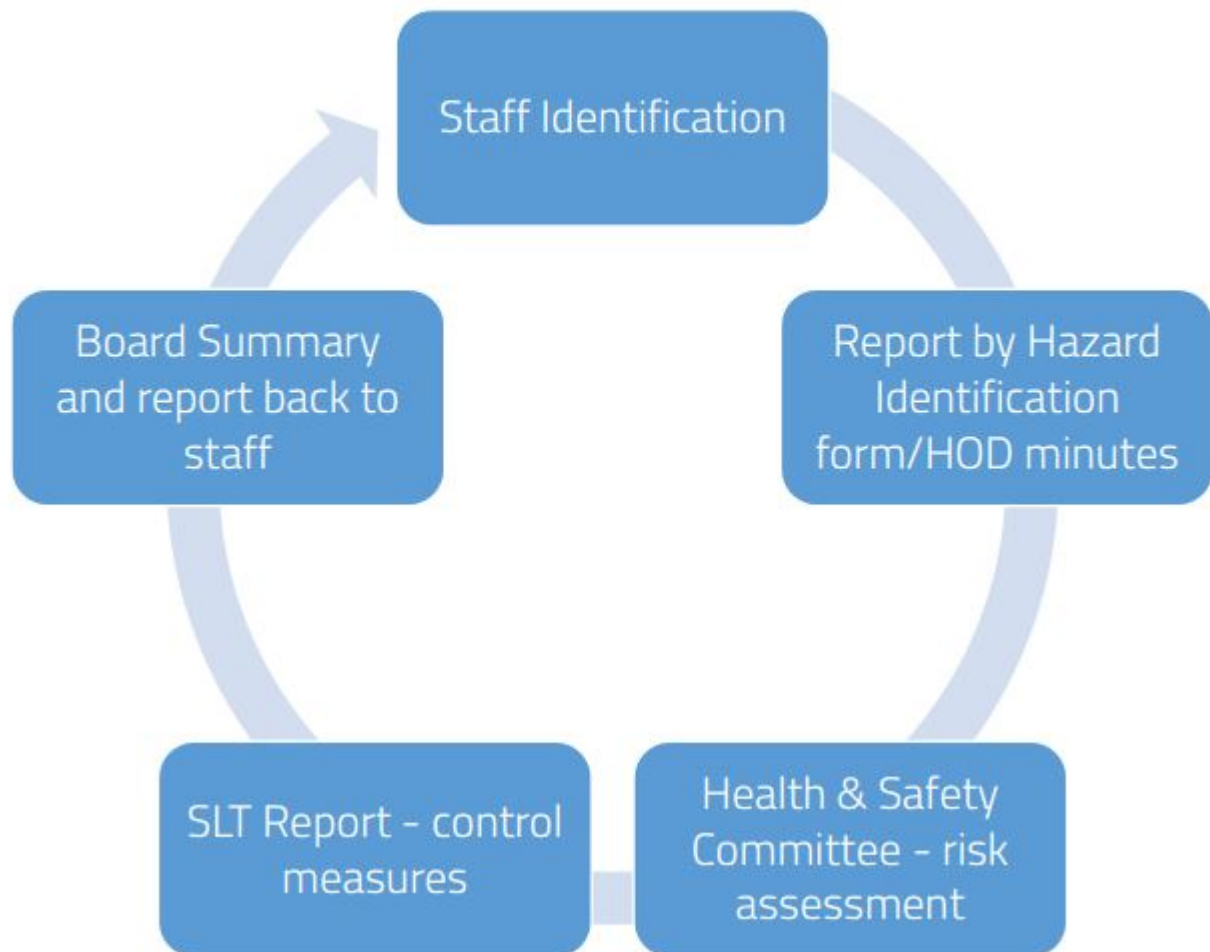 Staff Identification
Report by Hazard
Identification
form/HOD minutes
Health & Safety
Committee - risk
assessment
SLT Report - control
measures
Board Summary
and report back to
staff